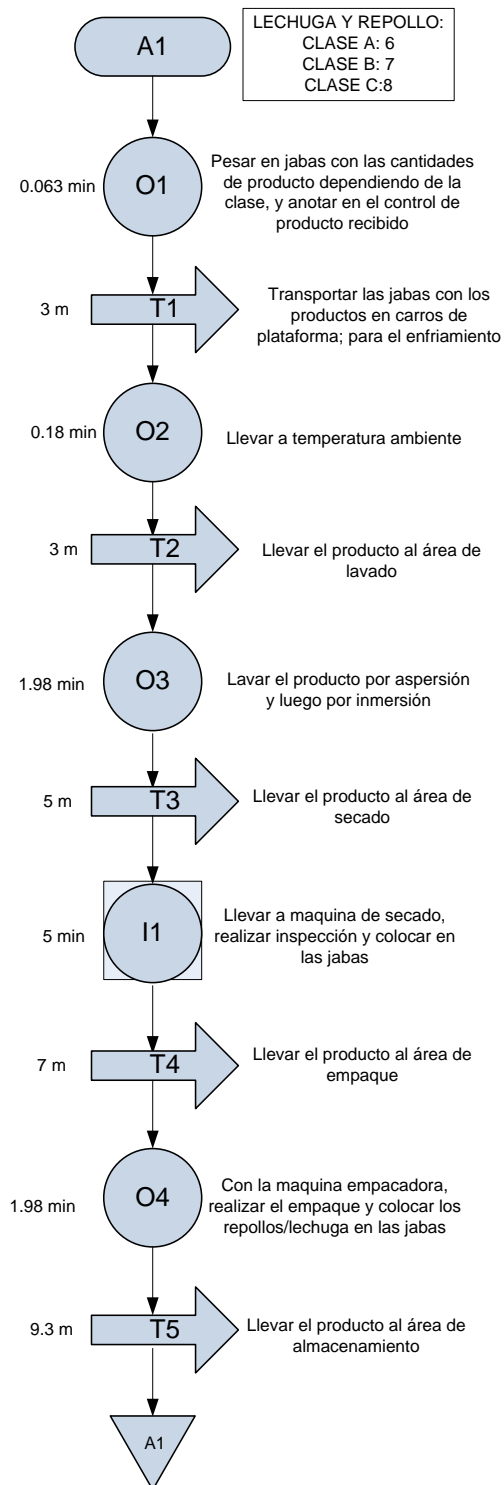 LECHUGA Y REPOLLO:
CLASE A: 6
CLASE B: 7
CLASE C:8
A1
0.063 min
O1
Pesar en jabas con las cantidades
de producto dependiendo de la
clase, y anotar en el control de
producto recibido
3 m
T1
Transportar las jabas con los
productos en carros de
plataforma; para el enfriamiento
0.18 min
O2
Llevar a temperatura ambiente
3 m
T2
Llevar el producto al área de
lavado
1.98 min
O3
Lavar el producto por aspersión
y luego por inmersión
5 m
T3
Llevar el producto al área de
secado
5 min
I1
Llevar a maquina de secado,
realizar inspección y colocar en
las jabas
7 m
T4
Llevar el producto al área de
empaque
1.98 min
O4
Con la maquina empacadora,
realizar el empaque y colocar los
repollos/lechuga en las jabas
9.3 m
T5
Llevar el producto al área de
almacenamiento
A1